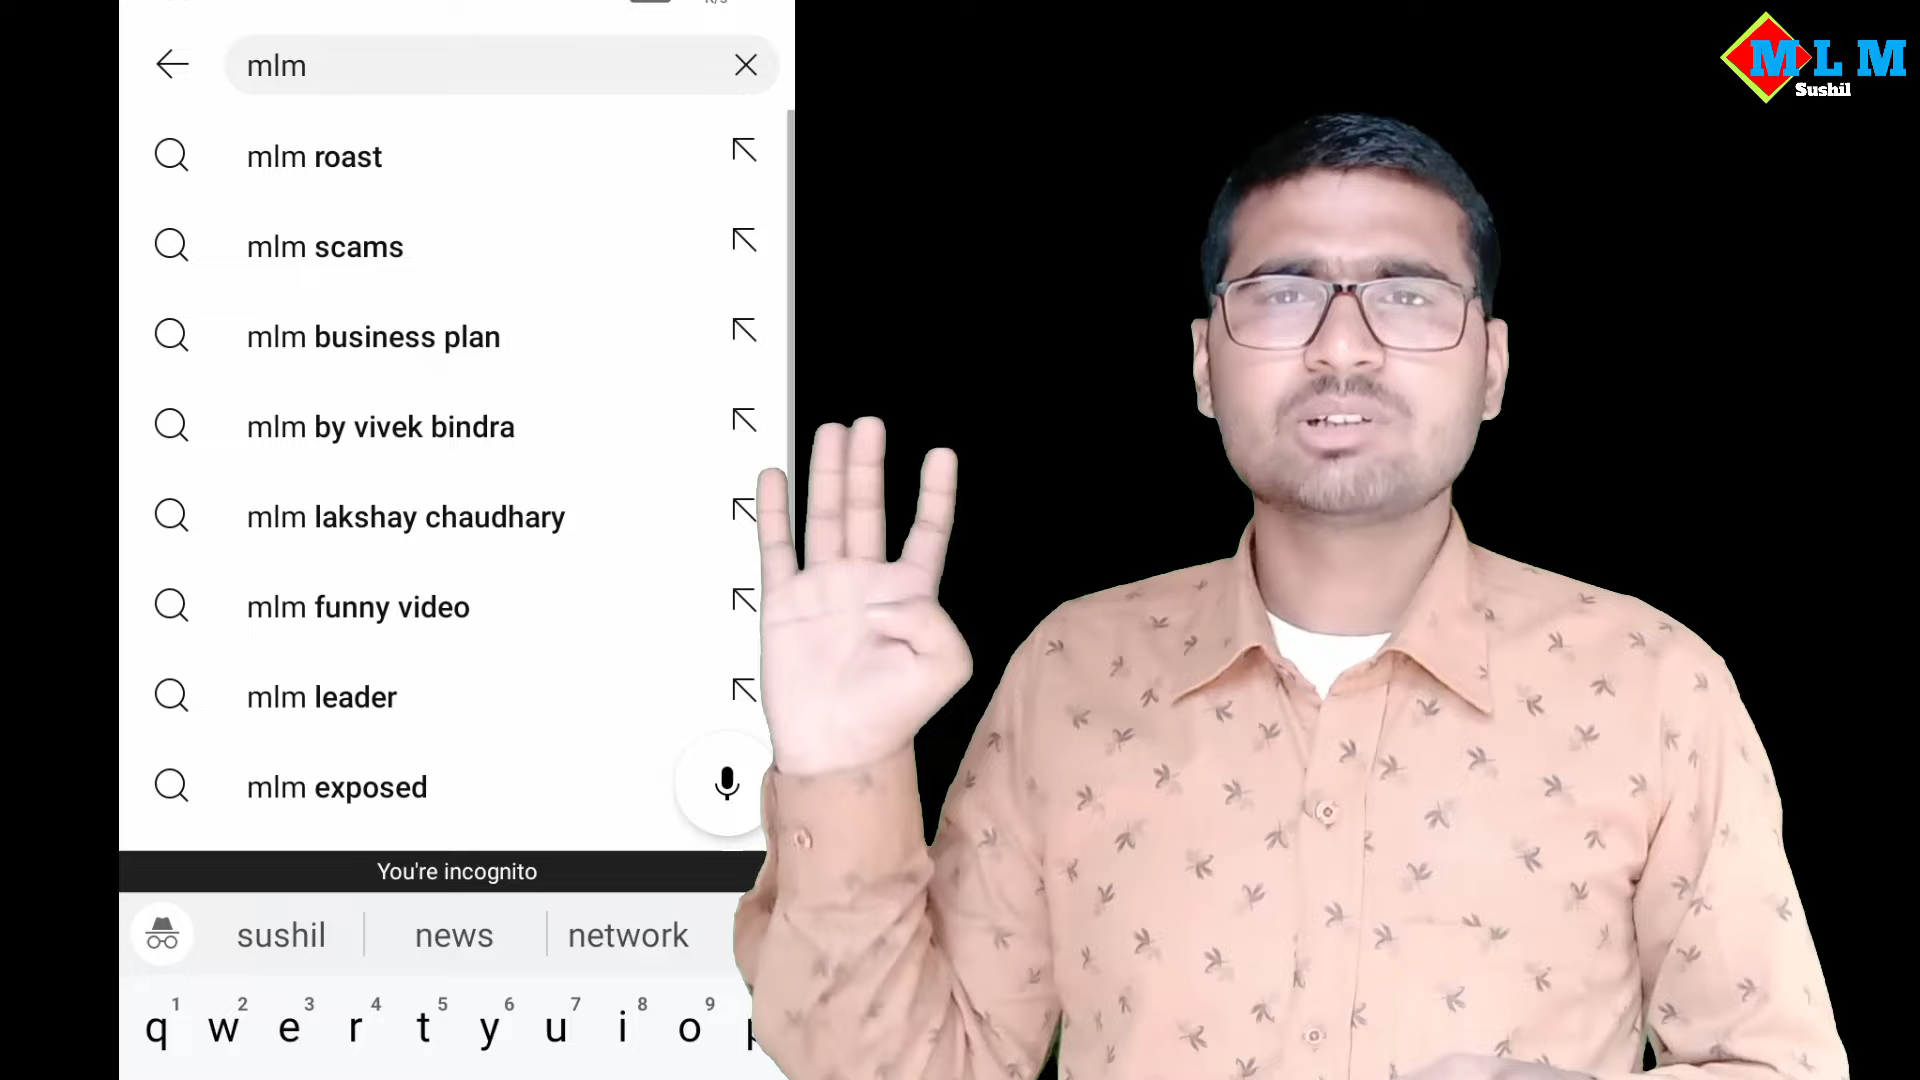 mlm
mlm roast
mlm scams
mlm business plan
mlm by vivek bindra
mlm lakshay chaudhary
mlm funny video
mlm leader
mlm exposed
You're incognito
sushil news network
1 2 3 4 5 6 7 8 9
q w e r t y u i o
MLM
Sushil